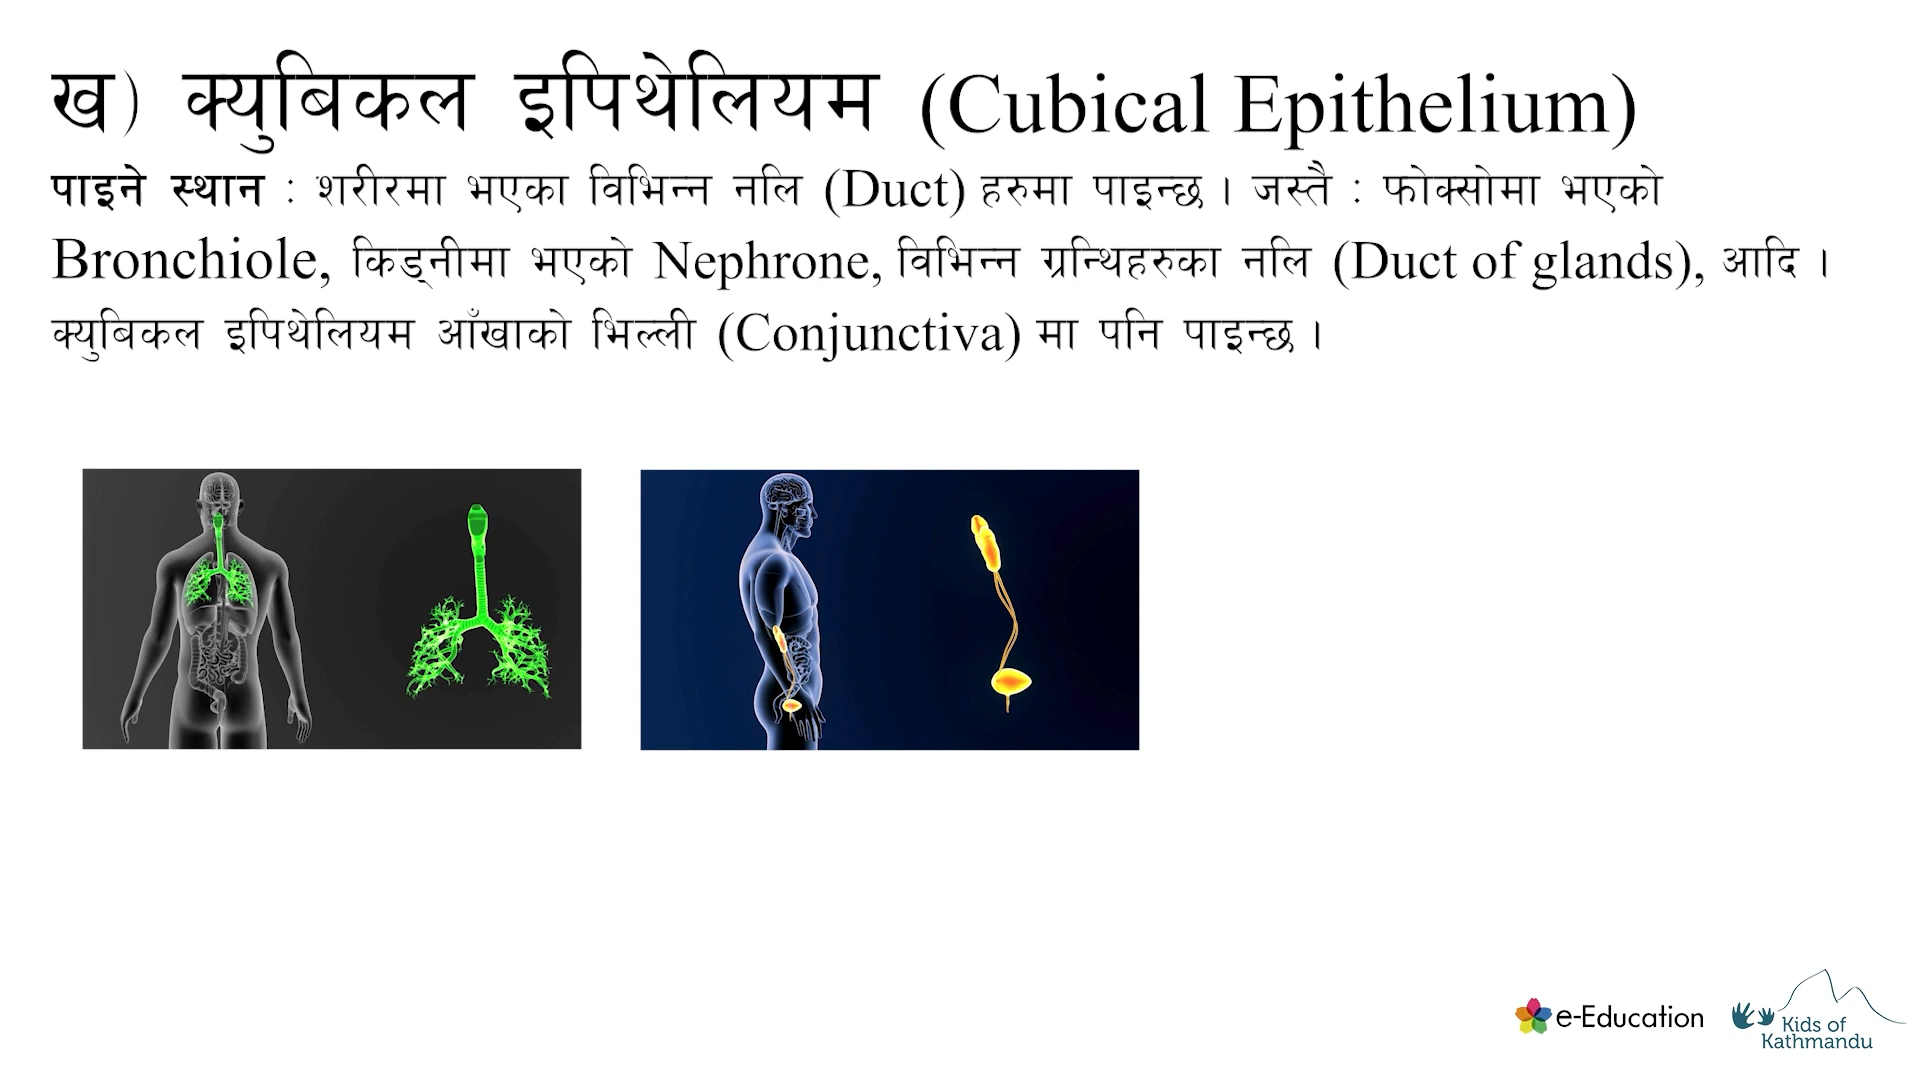 ख) क्युबिकल इपिथेलियम (Cubical Epithelium)
पाइने स्थान : शरीरमा भएका विभिन्न नलि (Duct) हरुमा पाइन्छ । जस्तै : फोक्सोमा भएको
Bronchiole, किड्नीमा भएको Nephrone, विभिन्न ग्रन्थिहरुका नलि (Duct of glands), आदि ।
क्युबिकल इपिथेलियम आँखाको झिल्ली (Conjunctiva) मा पनि पाइन्छ ।
e-Education
Kids of
Kathmandu